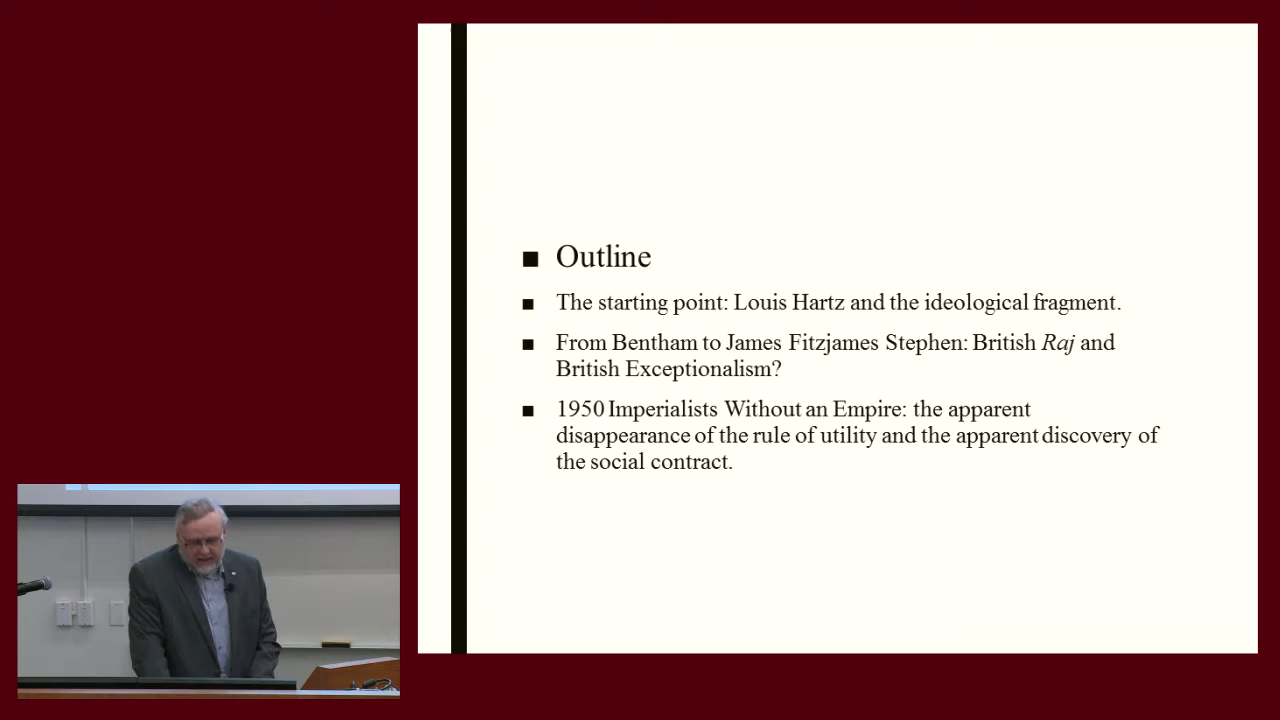 Outline
The starting point: Louis Hartz and the ideological fragment.
From Bentham to James Fitzjames Stephen: British Raj and
British Exceptionalism?
1950 Imperialists Without an Empire: the apparent
disappearance of the rule of utility and the apparent discovery of
the social contract.